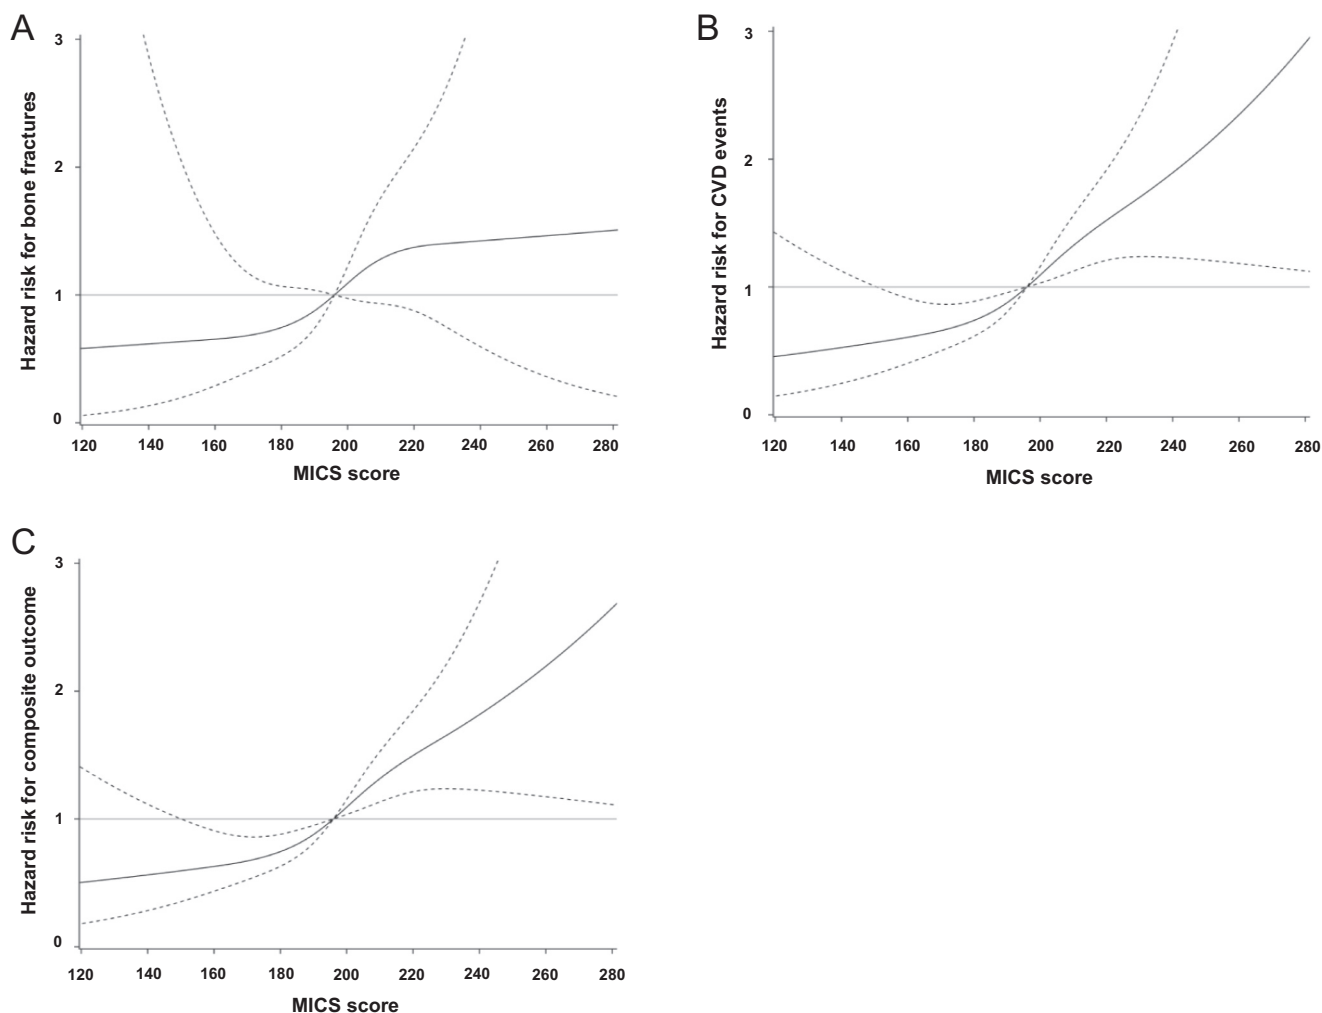 A
Hazard risk for bone fractures
3
2
1
0
120 140 160 180 200 220 240 260 280
MICS score
B
Hazard risk for CVD events
3
2
1
0
120 140 160 180 200 220 240 260 280
MICS score
C
Hazard risk for composite outcome
3
2
1
0
120 140 160 180 200 220 240 260 280
MICS score